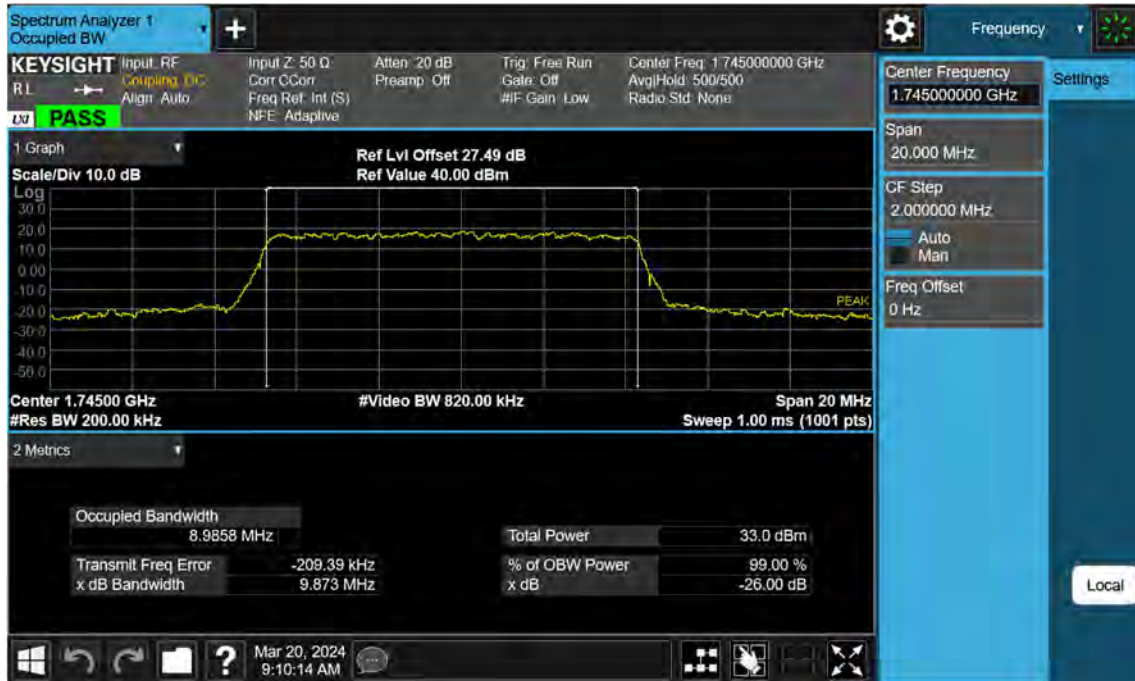 Spectrum Analyzer 1
Occupied BW
Frequency
KEYSIGHT
Input: RF
Input Z: 50 Ω
Atten: 20 dB
Trig: Free Run
Center Freq: 1.745000000 GHz
R L
Coupling: DC
Corr CCorr
Preamp: Off
Gate: Off
Avg|Hold: 500/500
Align: Auto
Freq Ref: Int (S)
#IF Gain: Low
Radio Std: None
NFE: Adaptive
LXI
PASS
Center Frequency
1.745000000 GHz
Settings
Span
20.000 MHz
CF Step
2.000000 MHz
Auto
Man
Freq Offset
0 Hz
1 Graph
Ref Lvl Offset 27.49 dB
Scale/Div 10.0 dB
Ref Value 40.00 dBm
Log
30.0
20.0
10.0
0.00
-10.0
PEAK
-20.0
-30.0
-40.0
-50.0
Center 1.74500 GHz
#Video BW 820.00 kHz
Span 20 MHz
#Res BW 200.00 kHz
Sweep 1.00 ms (1001 pts)
2 Metrics
Occupied Bandwidth
8.9858 MHz
Total Power
33.0 dBm
Transmit Freq Error
-209.39 kHz
% of OBW Power
99.00 %
x dB Bandwidth
9.873 MHz
x dB
-26.00 dB
Local
?
Mar 20, 2024
9:10:14 AM